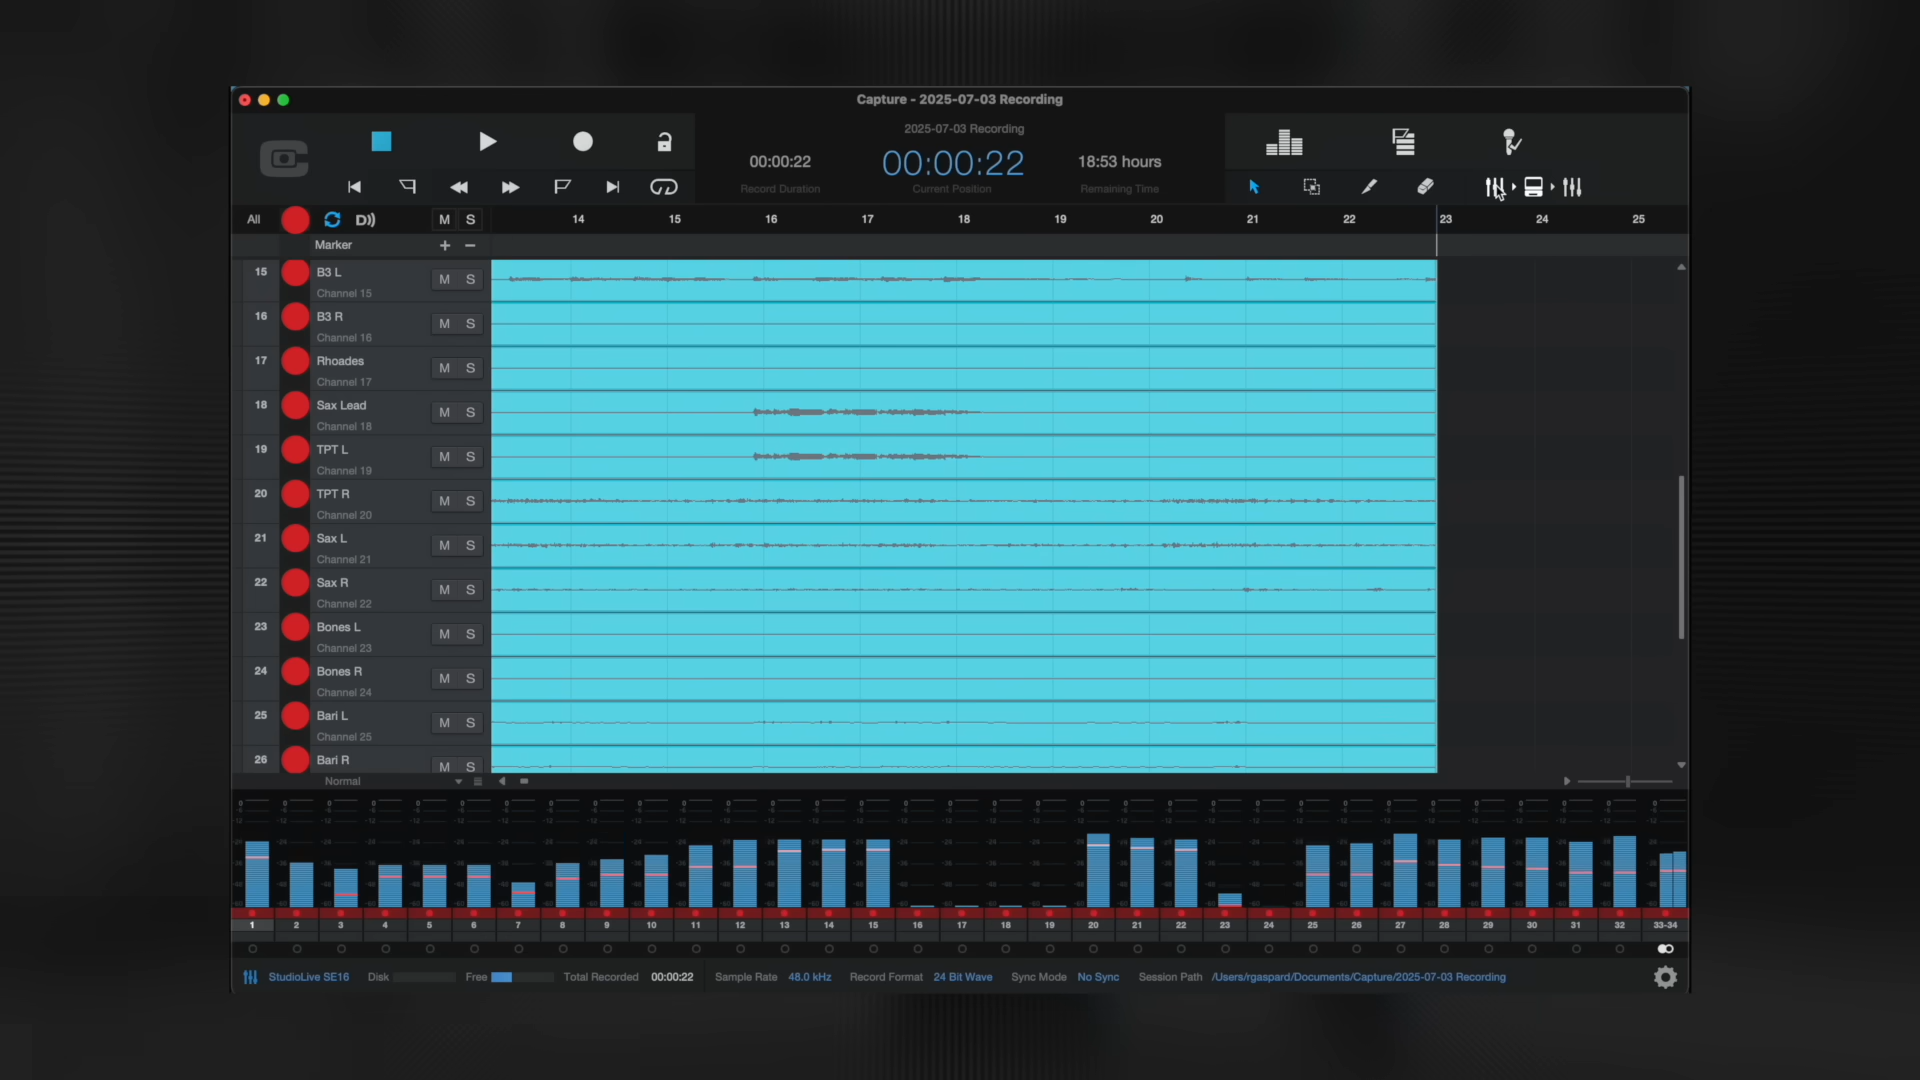 Capture - 2025-07-03 Recording
2025-07-03 Recording
00:00:22
00:00:22
18:53 hours
Record Duration
Current Position
Remaining Time
All
M S
14 15 16 17 18 19 20 21 22 23 24 25
Marker + −
15 B3 L M S
Channel 15
16 B3 R M S
Channel 16
17 Rhoades M S
Channel 17
18 Sax Lead M S
Channel 18
19 TPT L M S
Channel 19
20 TPT R M S
Channel 20
21 Sax L M S
Channel 21
22 Sax R M S
Channel 22
23 Bones L M S
Channel 23
24 Bones R M S
Channel 24
25 Bari L M S
Channel 25
26 Bari R M S
Normal
1 2 3 4 5 6 7 8 9 10 11 12 13 14 15 16 17 18 19 20 21 22 23 24 25 26 27 28 29 30 31 32 33-34
StudioLive SE16 Disk Free Total Recorded 00:00:22 Sample Rate 48.0 kHz Record Format 24 Bit Wave Sync Mode No Sync Session Path /Users/rgaspard/Documents/Capture/2025-07-03 Recording